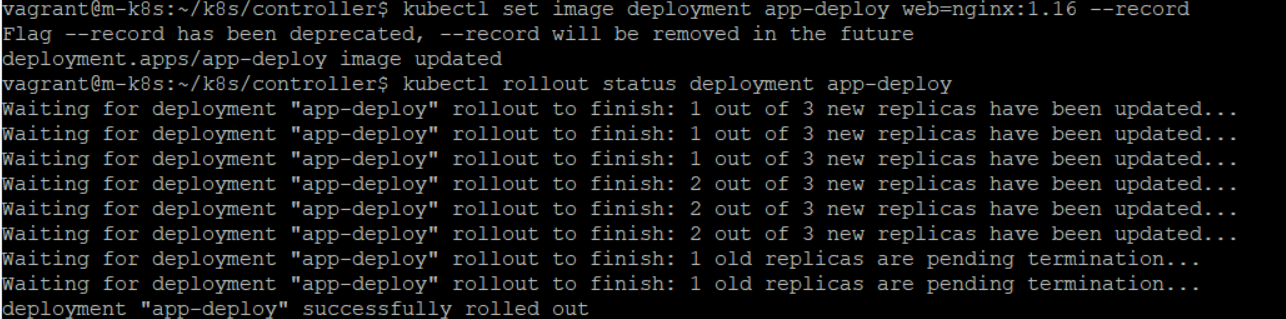 vagrant@m-k8s:~/k8s/controller$ kubectl set image deployment app-deploy web=nginx:1.16 --record
Flag --record has been deprecated, --record will be removed in the future
deployment.apps/app-deploy image updated
vagrant@m-k8s:~/k8s/controller$ kubectl rollout status deployment app-deploy
Waiting for deployment "app-deploy" rollout to finish: 1 out of 3 new replicas have been updated...
Waiting for deployment "app-deploy" rollout to finish: 1 out of 3 new replicas have been updated...
Waiting for deployment "app-deploy" rollout to finish: 1 out of 3 new replicas have been updated...
Waiting for deployment "app-deploy" rollout to finish: 2 out of 3 new replicas have been updated...
Waiting for deployment "app-deploy" rollout to finish: 2 out of 3 new replicas have been updated...
Waiting for deployment "app-deploy" rollout to finish: 2 out of 3 new replicas have been updated...
Waiting for deployment "app-deploy" rollout to finish: 1 old replicas are pending termination...
Waiting for deployment "app-deploy" rollout to finish: 1 old replicas are pending termination...
deployment "app-deploy" successfully rolled out